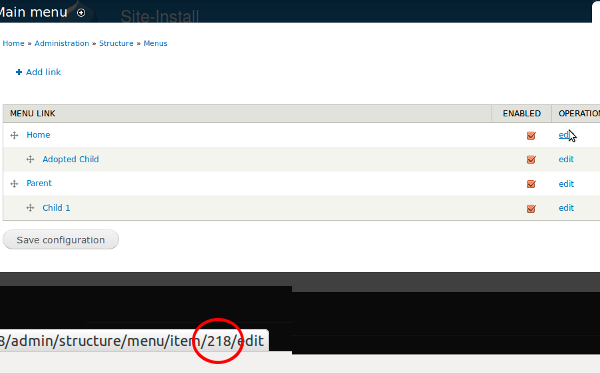 Main menu
Site-Install
Home » Administration » Structure » Menus
Add link
MENU LINK ENABLED OPERATION
Home edit
Adopted Child edit
Parent edit
Child 1 edit
Save configuration
8/admin/structure/menu/item/218/edit